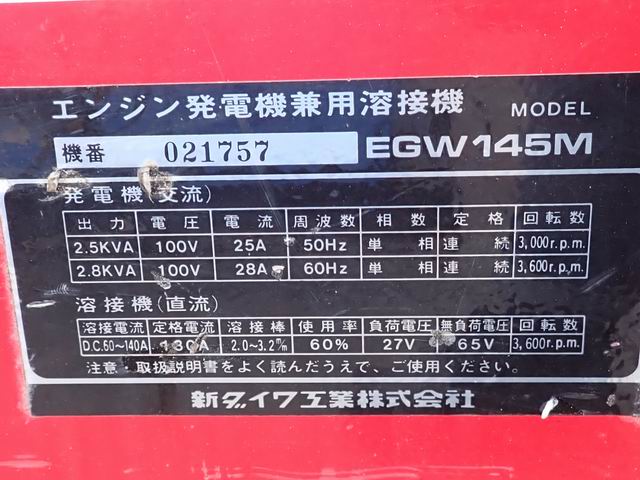 エンジン発電機兼用溶接機 MODEL
機番 021757 EGW145M
発電機(交流)
出力 電圧 電流 周波数 相数 定格 回転数
2.5KVA 100V 25A 50Hz 単相 連続 3,000r.p.m.
2.8KVA 100V 28A 60Hz 単相 連続 3,600r.p.m.
溶接機(直流)
溶接電流 定格電流 溶接棒 使用率 負荷電圧 無負荷電圧 回転数
D.C.60~140A 130A 2.0~3.2m/m 60% 27V 65V 3,600r.p.m.
注意・取扱説明書をよく読んだうえで、ご使用ください。
新ダイワ工業株式会社